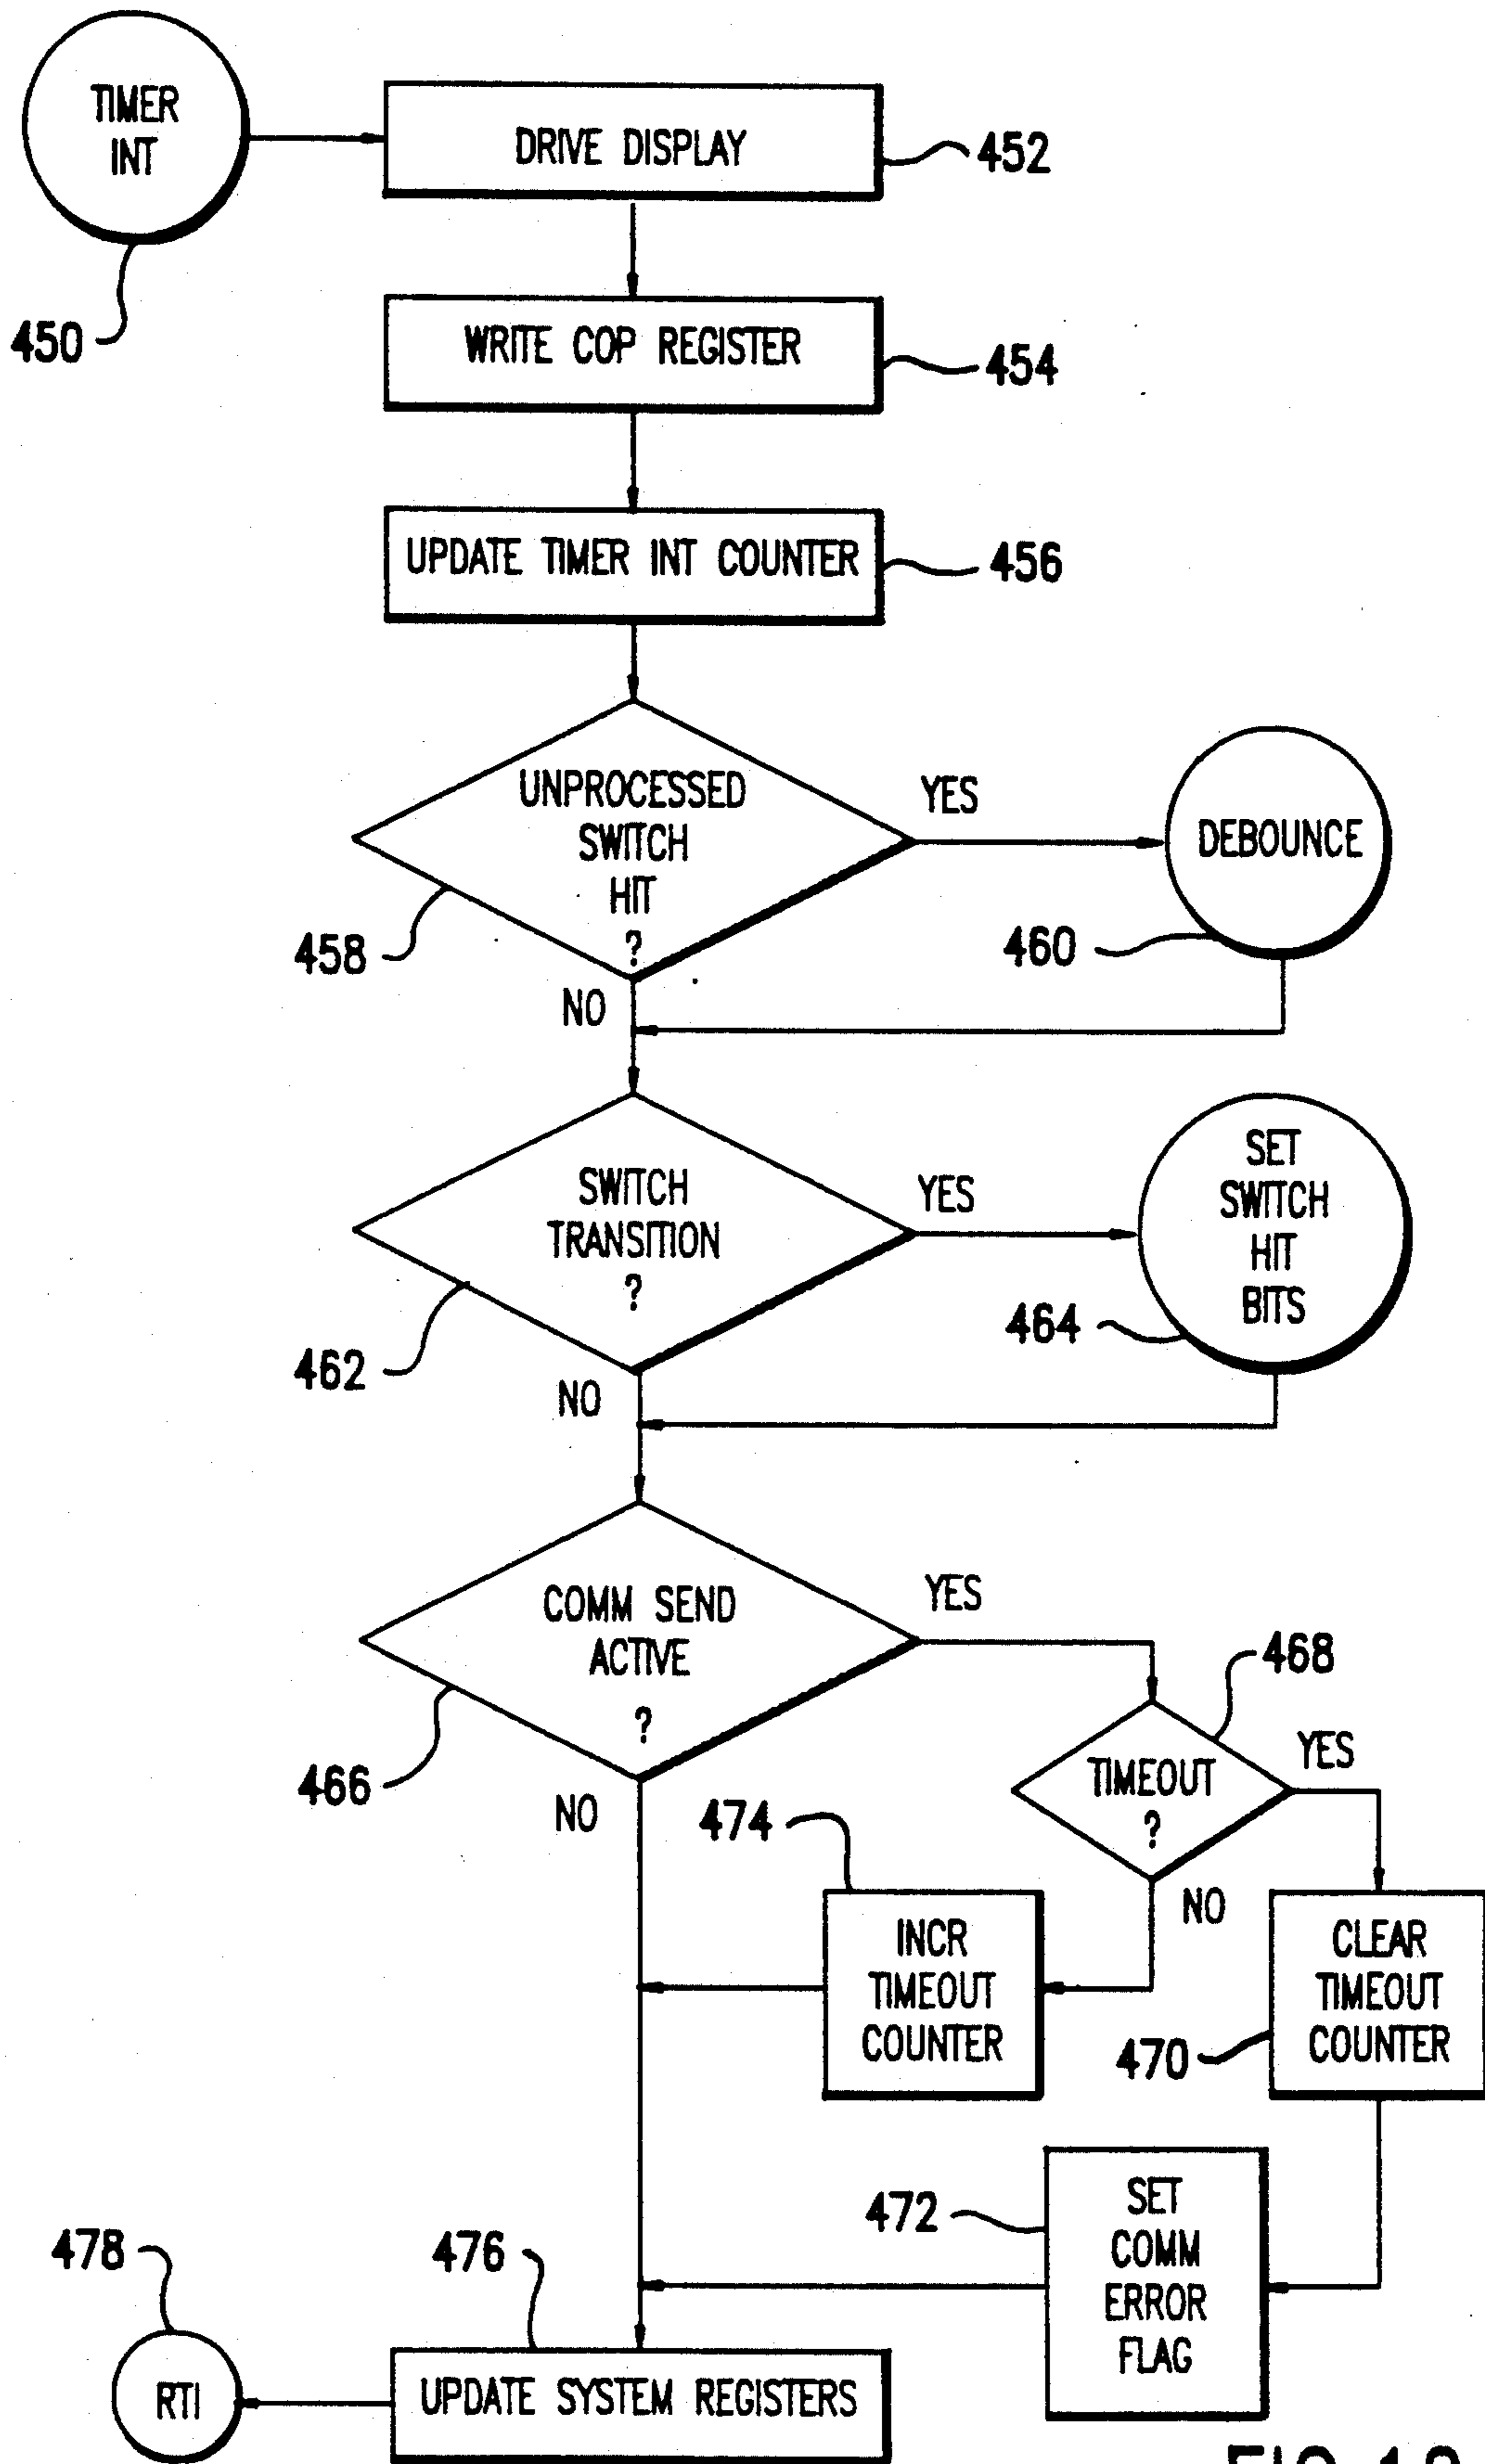 TIMER
INT
450
DRIVE DISPLAY
452
WRITE COP REGISTER
454
UPDATE TIMER INT COUNTER
456
UNPROCESSED
SWITCH
HIT
?
458
YES
NO
DEBOUNCE
460
SWITCH
TRANSITION
?
462
YES
NO
SET
SWITCH
HIT
BITS
464
COMM SEND
ACTIVE
?
466
YES
NO
468
TIMEOUT
?
YES
NO
474
INCR
TIMEOUT
COUNTER
CLEAR
TIMEOUT
COUNTER
470
472
SET
COMM
ERROR
FLAG
478
476
RTI
UPDATE SYSTEM REGISTERS